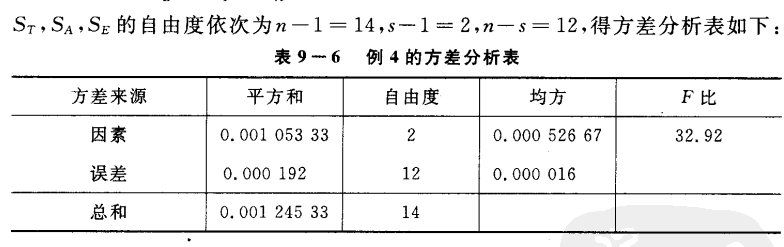 S_T,S_A,S_E 的自由度依次为 n－1＝14,s－1＝2,n－s＝12,得方差分析表如下：
表 9－6 例 4 的方差分析表
方差来源 平方和 自由度 均方 F 比
因素 0.001 053 33 2 0.000 526 67 32.92
误差 0.000 192 12 0.000 016
总和 0.001 245 33 14